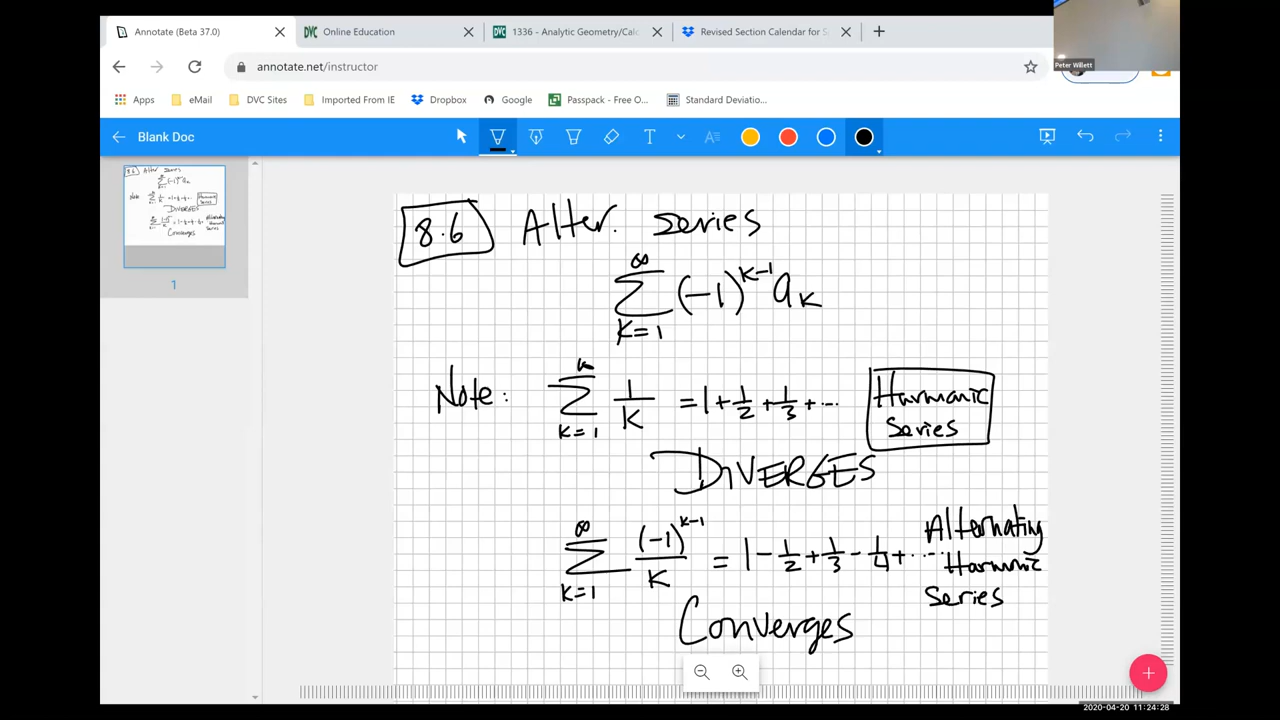 Annotate (Beta 37.0)
Online Education
1336 - Analytic Geometry/Calc
Revised Section Calendar for S
annotate.net/instructor
Peter Willett
Apps
eMail
DVC Sites
Imported From IE
Dropbox
Google
Passpack - Free O...
Standard Deviatio...
Blank Doc
8.6 Alter. series
∞
Σ (-1)^{k-1} a_k
k=1
Note: Σ_{k=1} 1/k = 1 + 1/2 + 1/3 + ... Harmonic
Series
DIVERGES
Σ_{k=1}^{∞} (-1)^{k-1}/k = 1 - 1/2 + 1/3 - 1/4 + ... Alternating
Harmonic
Series
Converges
1
2020-04-20 11:24:28